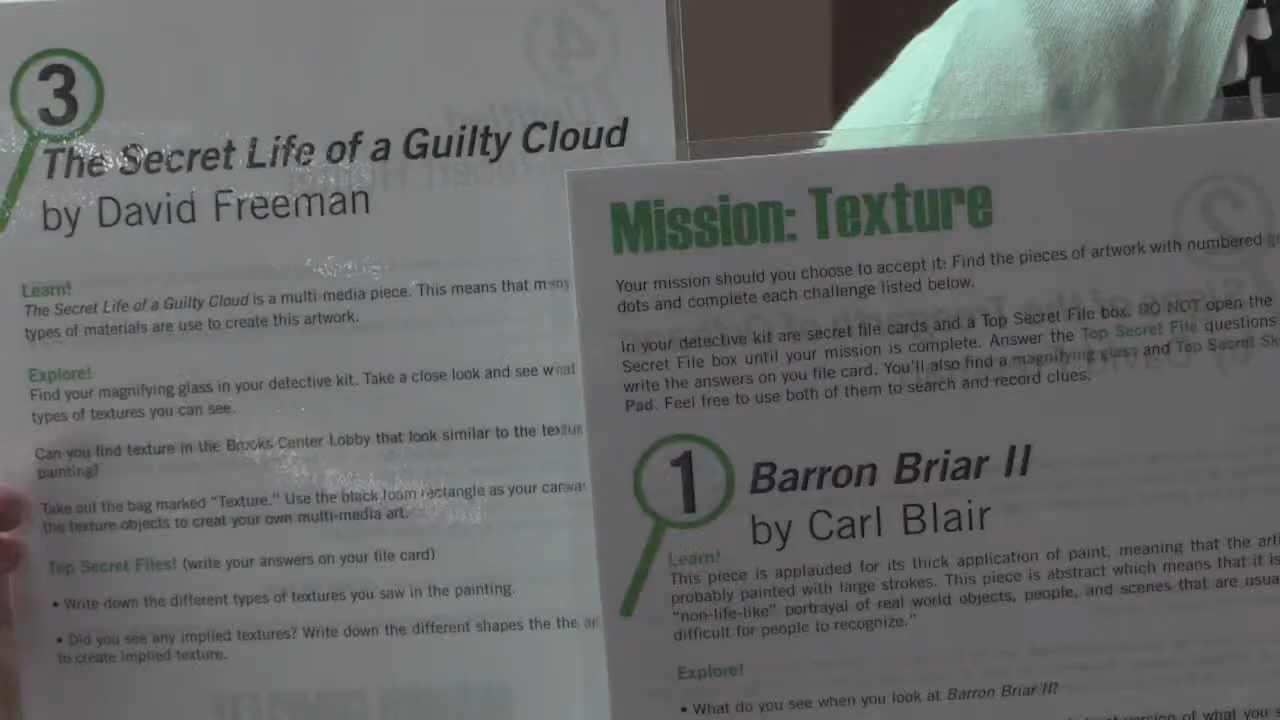 3
The Secret Life of a Guilty Cloud
by David Freeman
Learn!
The Secret Life of a Guilty Cloud is a multi-media piece. This means that many
types of materials are use to create this artwork.
Explore!
Find your magnifying glass in your detective kit. Take a close look and see what
types of textures you can see.
Can you find texture in the Brooks Center Lobby that look similar to the
painting?
Take out the bag marked "Texture." Use the black foam rectangle as your
the texture objects to creat your own multi-media art.
Top Secret Files! (write your answers on your file card)
• Write down the different types of textures you saw in the painting.
• Did you see any implied textures? Write down the different shapes the the
to create implied texture.
Mission: Texture
Your mission should you choose to accept it: Find the pieces of artwork with numbered
dots and complete each challenge listed below.
In your detective kit are secret file cards and a Top Secret File box. DO NOT open the
Secret File box until your mission is complete. Answer the Top Secret File questions
write the answers on you file card. You'll also find a magnifying glass and Top Secret
Pad. Feel free to use both of them to search and record clues.
1
Barron Briar II
by Carl Blair
Learn!
This piece is applauded for its thick application of paint, meaning that the
probably painted with large strokes. This piece is abstract which means that it is
"non-life-like" portrayal of real world objects, people, and scenes that are
difficult for people to recognize."
Explore!
• What do you see when you look at Barron Briar II?
of what you
4
2